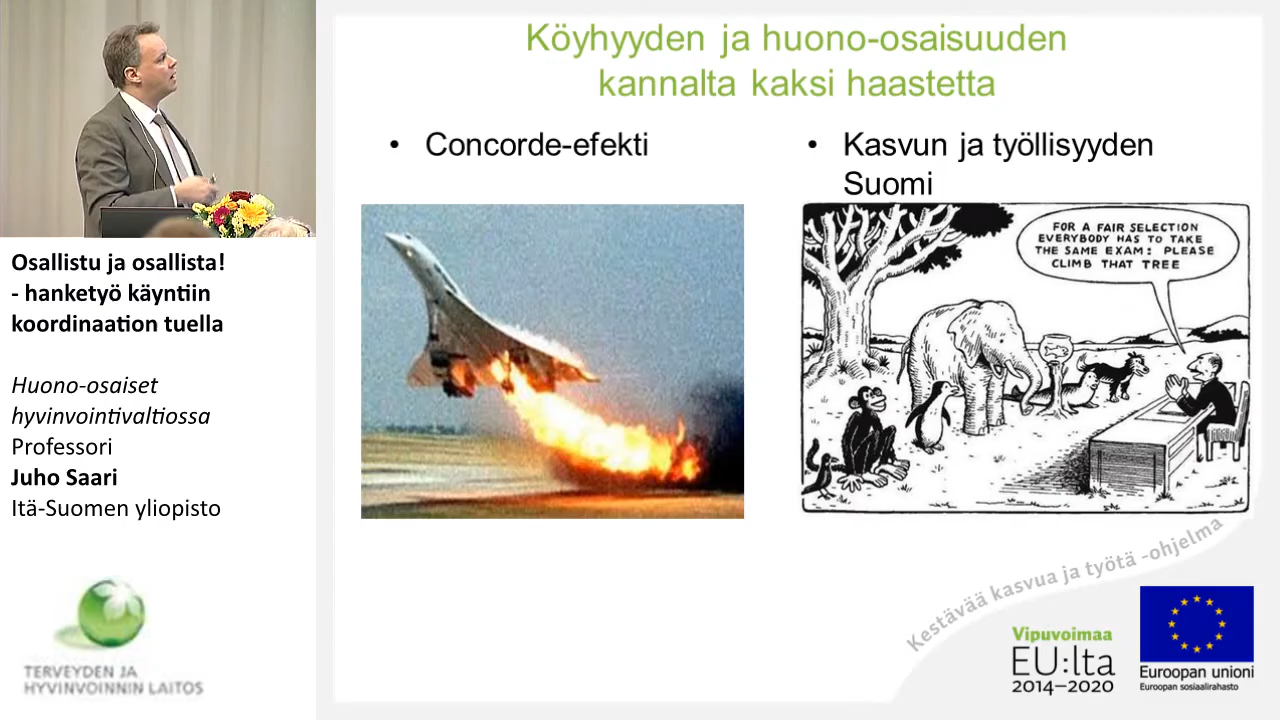 Köyhyyden ja huono-osaisuuden
kannalta kaksi haastetta
• Concorde-efekti
• Kasvun ja työllisyyden
Suomi
FOR A FAIR SELECTION
EVERYBODY HAS TO TAKE
THE SAME EXAM: PLEASE
CLIMB THAT TREE
Osallistu ja osallista!
- hanketyö käyntiin
koordinaation tuella
Huono-osaiset
hyvinvointivaltiossa
Professori
Juho Saari
Itä-Suomen yliopisto
TERVEYDEN JA
HYVINVOINNIN LAITOS
Kestävää kasvua ja työtä -ohjelma
Vipuvoimaa
EU:lta
2014–2020
Euroopan unioni
Euroopan sosiaalirahasto